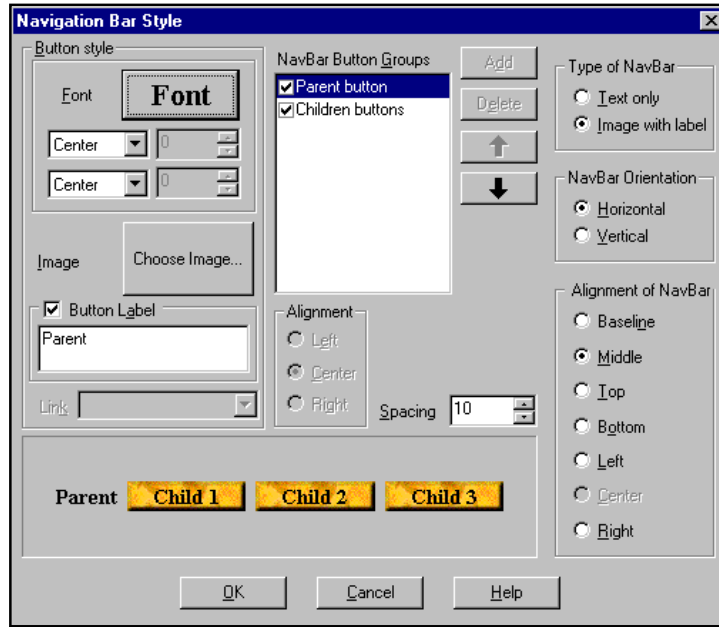 Navigation Bar Style
Button style
Font
Font
Center
0
Center
0
Image
Choose Image...
Button Label
Parent
Link
NavBar Button Groups
Parent button
Children buttons
Add
Delete
Alignment
Left
Center
Right
Spacing
10
Type of NavBar
Text only
Image with label
NavBar Orientation
Horizontal
Vertical
Alignment of NavBar
Baseline
Middle
Top
Bottom
Left
Center
Right
Parent Child 1 Child 2 Child 3
OK Cancel Help